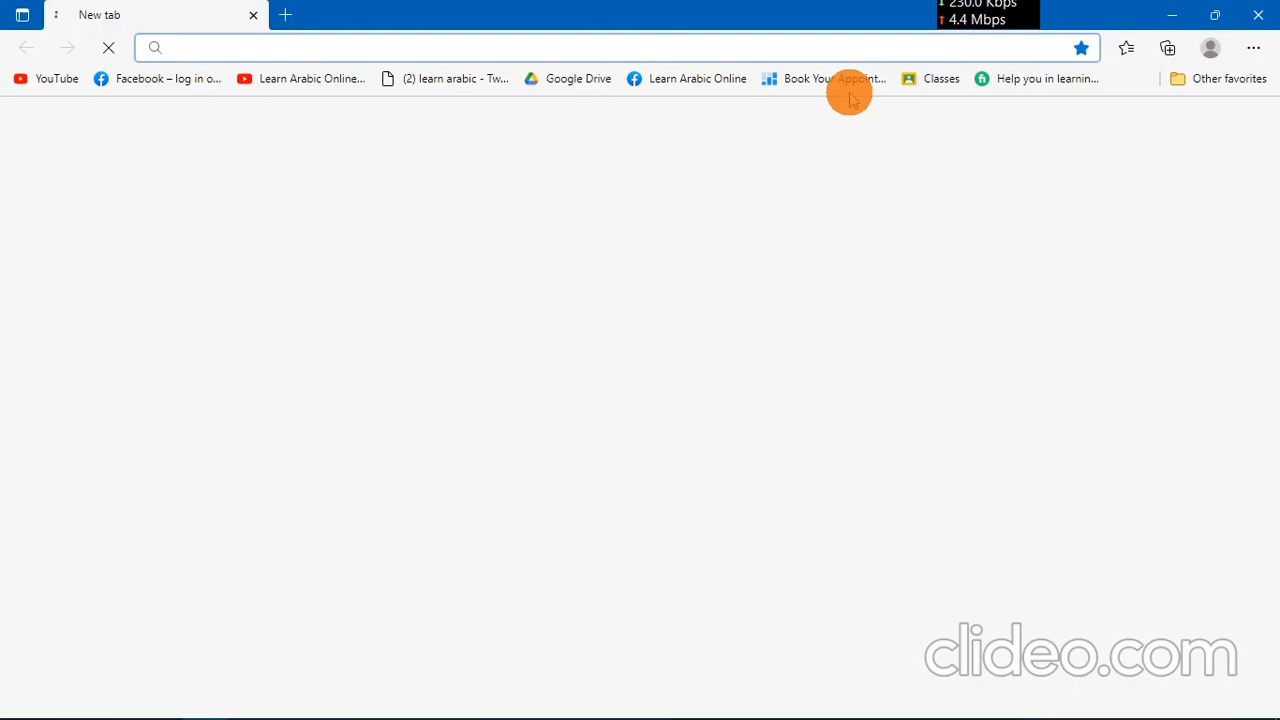 New tab
230.0 Kbps
4.4 Mbps
YouTube
Facebook – log in o...
Learn Arabic Online...
(2) learn arabic - Tw...
Google Drive
Learn Arabic Online
Book Your Appoint...
Classes
Help you in learnin...
Other favorites
clideo.com